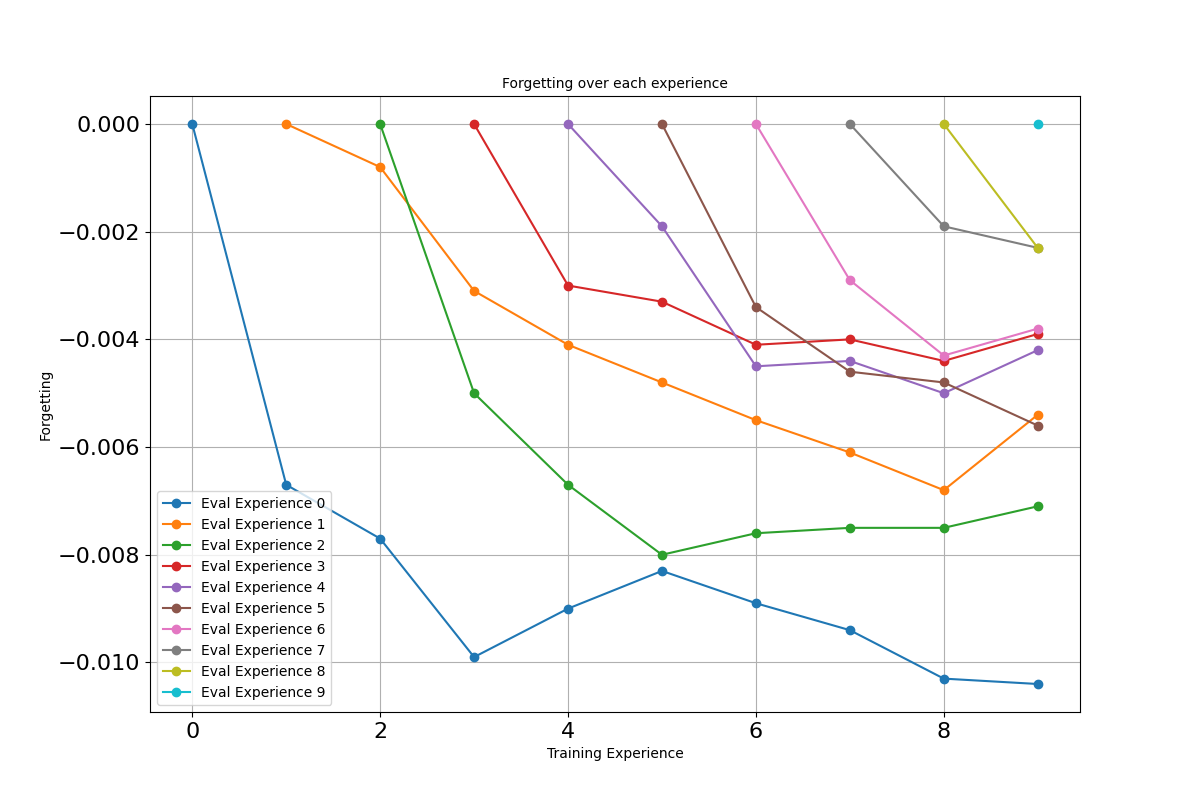 Forgetting over each experience
0.000
−0.002
−0.004
−0.006
−0.008
−0.010
Forgetting
Eval Experience 0
Eval Experience 1
Eval Experience 2
Eval Experience 3
Eval Experience 4
Eval Experience 5
Eval Experience 6
Eval Experience 7
Eval Experience 8
Eval Experience 9
0 2 4 6 8
Training Experience